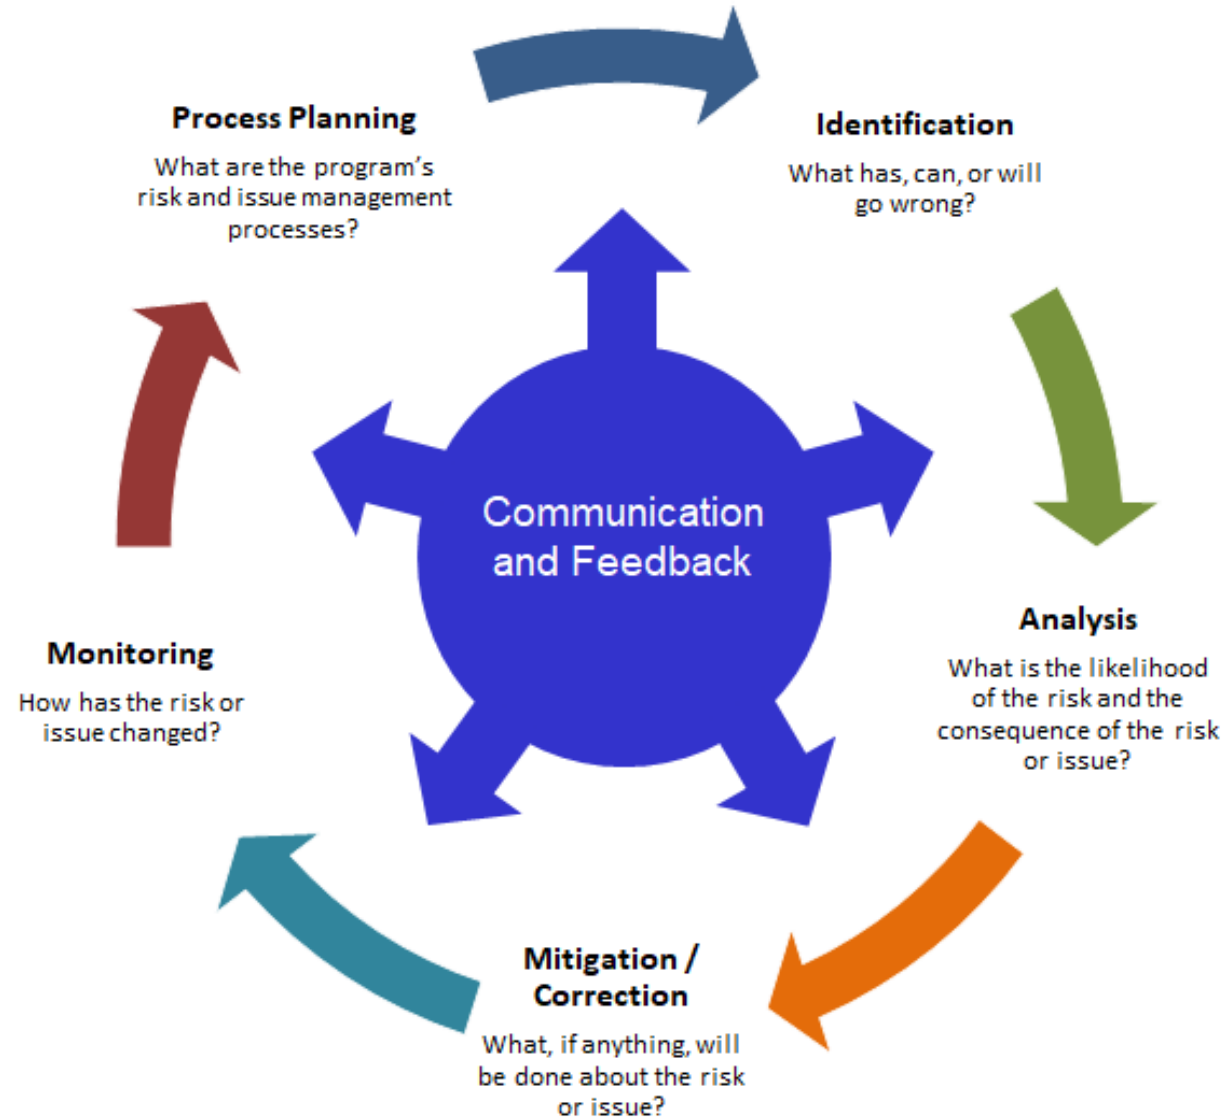 Process Planning
What are the program's
risk and issue management
processes?
Identification
What has, can, or will
go wrong?
Communication
and Feedback
Analysis
What is the likelihood
of the risk and the
consequence of the risk
or issue?
Monitoring
How has the risk or
issue changed?
Mitigation /
Correction
What, if anything, will
be done about the risk
or issue?